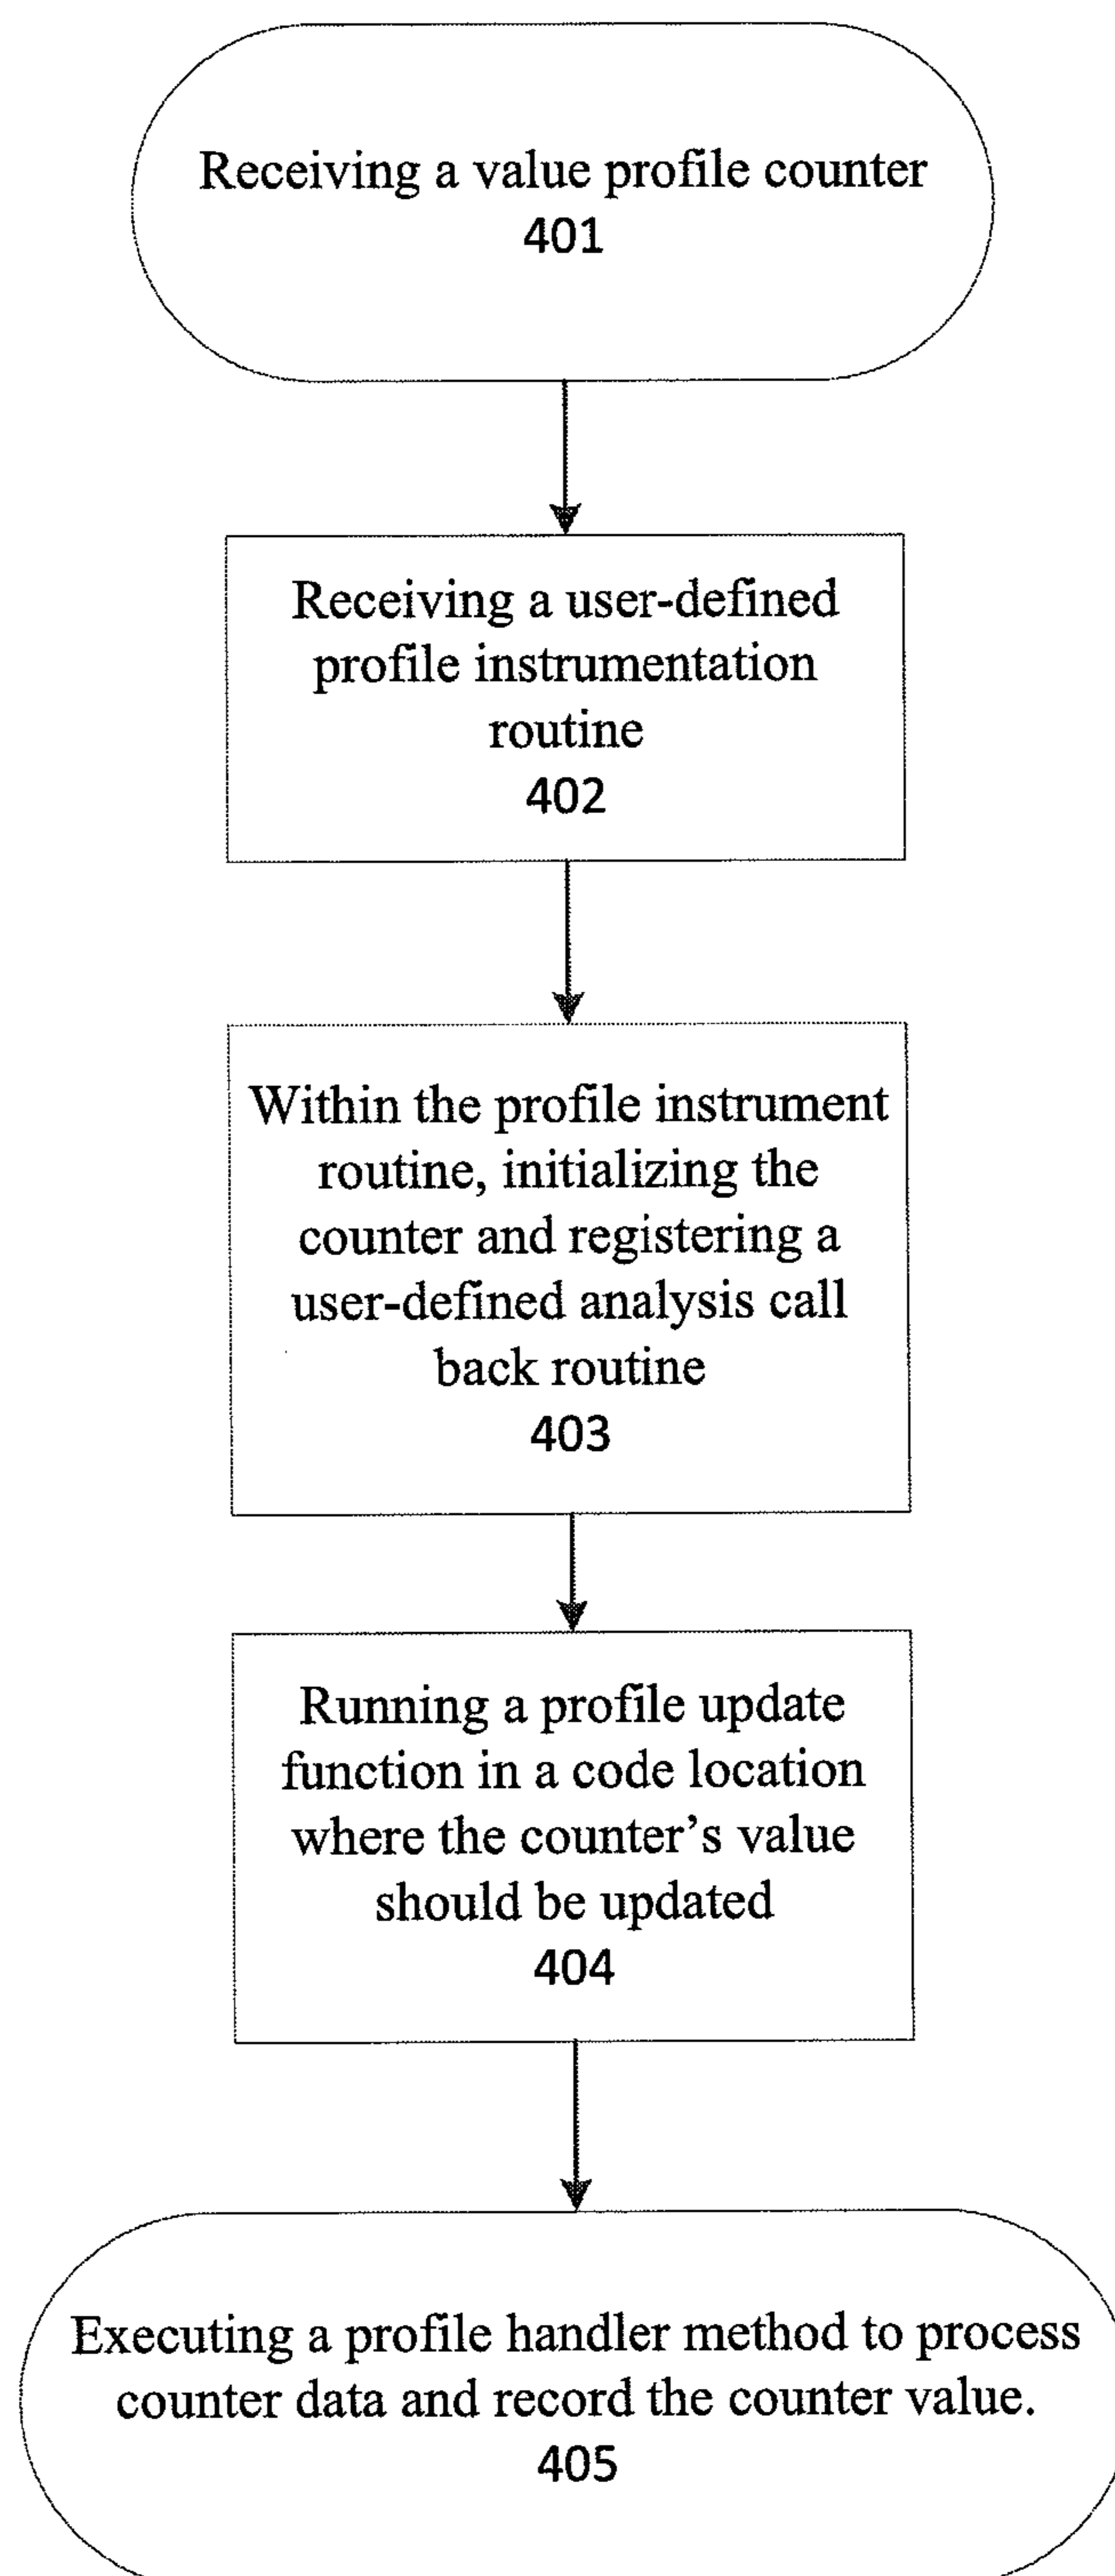 Receiving a value profile counter
401
Receiving a user-defined
profile instrumentation
routine
402
Within the profile instrument
routine, initializing the
counter and registering a
user-defined analysis call
back routine
403
Running a profile update
function in a code location
where the counter's value
should be updated
404
Executing a profile handler method to process
counter data and record the counter value.
405